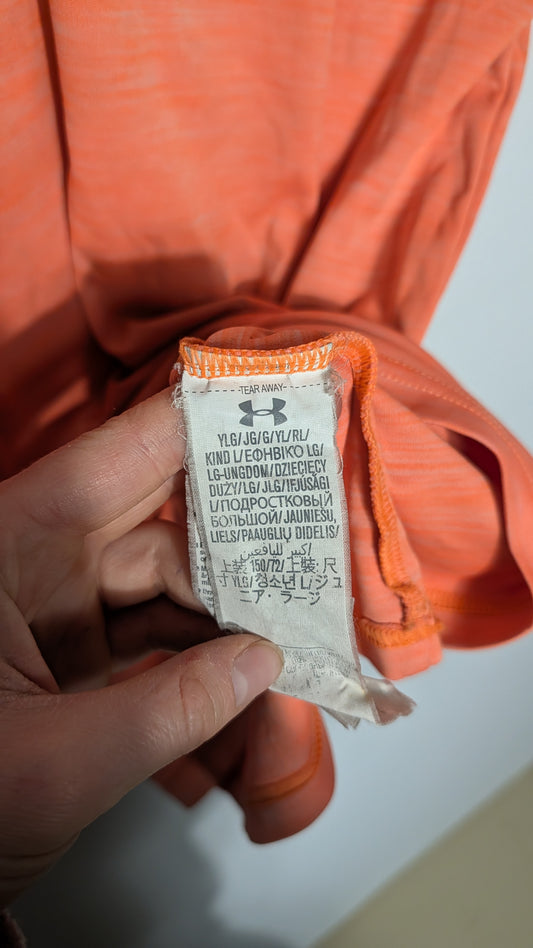 -TEAR AWAY-
YLG/JG/G/YL/RL/
KIND L/ΕΦΗΒΙΚΌ LG/
LG-UNGDOM/DZIECIĘCY
DUŻY/LG/JLG/IFJÚSÁGI
L/ПОДРОСТКОВЫЙ
БОЛЬШОЙ/JAUNIEŠU,
LIELS/PAAUGLIŲ DIDELIS/
كبير لليافعين/
上装 150/72/上裝:尺
寸 YLG/청소년 L/ジュ
ニア・ラージ